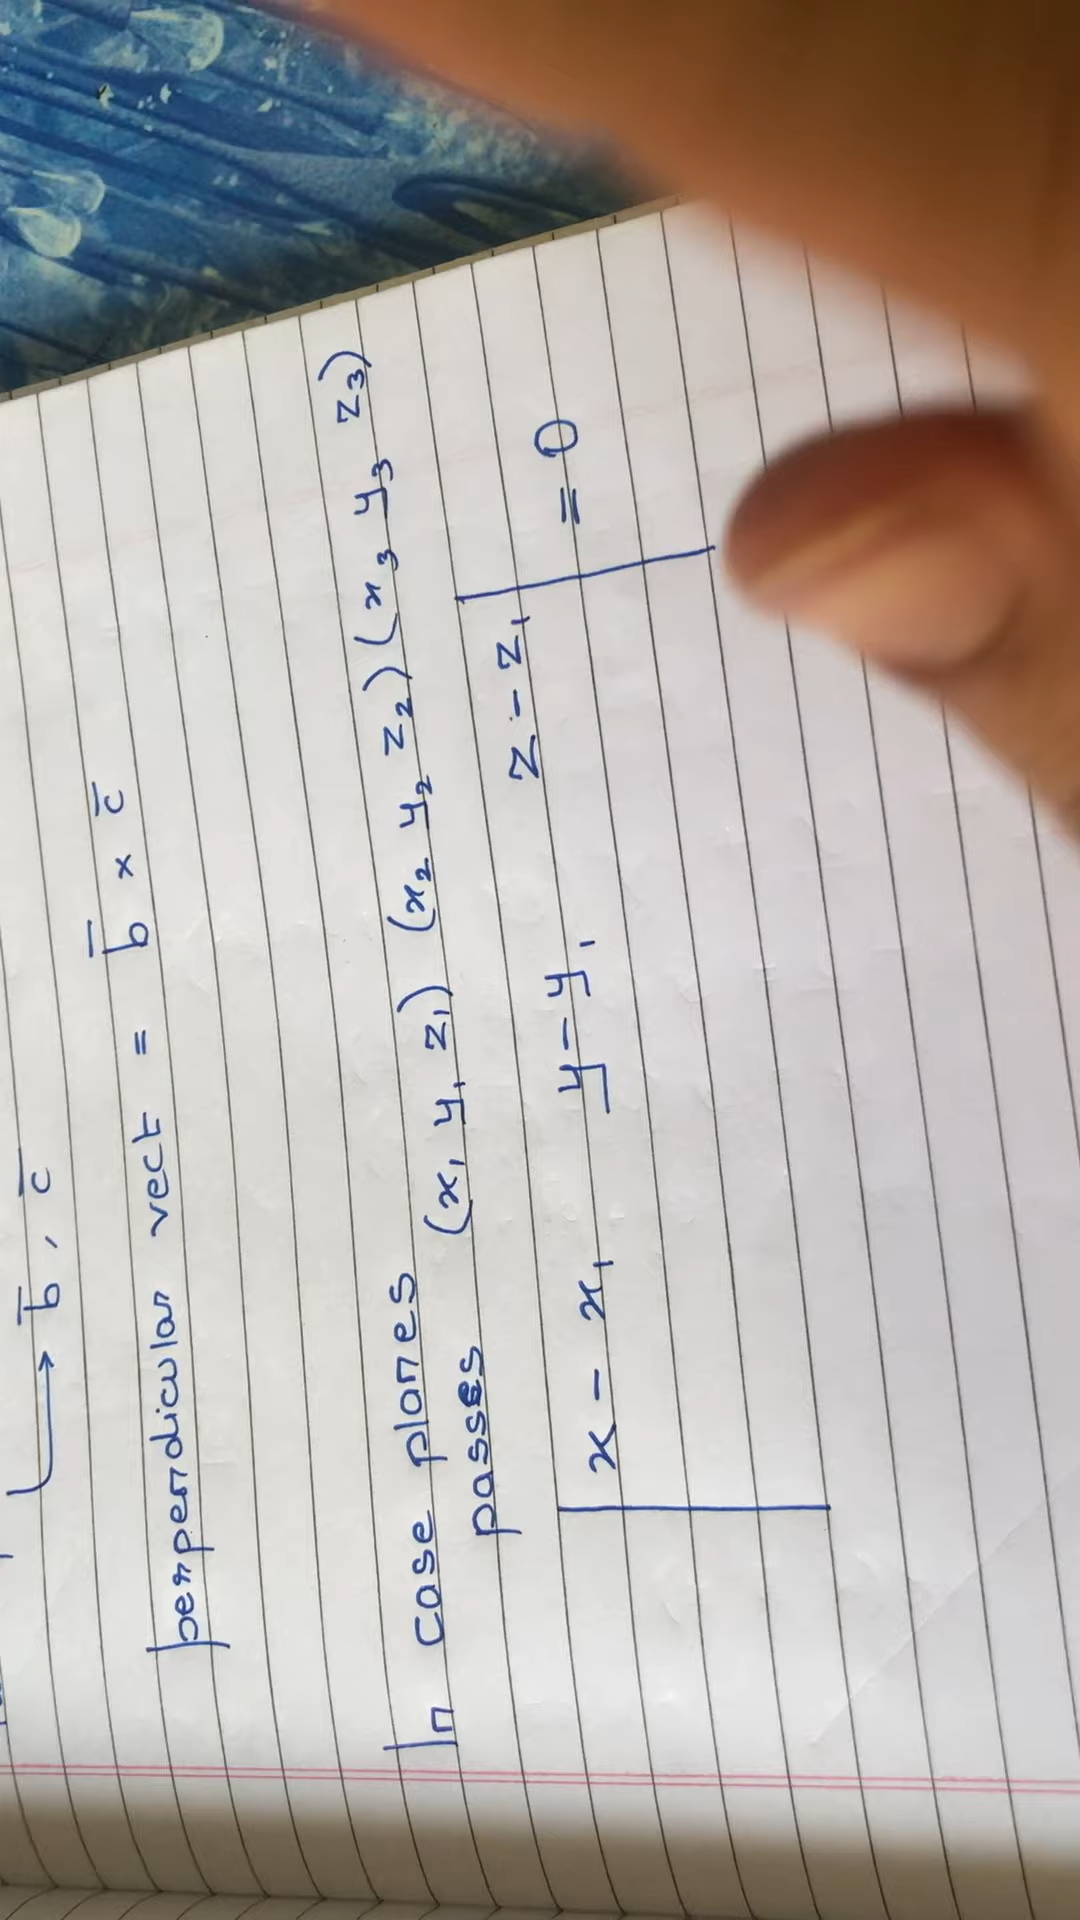 b̅, c̅
perpendicular vect = b̅ × c̅
In case planes (x₁ y₁ z₁) (x₂ y₂ z₂) (x₃ y₃ z₃)
passes
| x - x₁ y - y₁ z - z₁ | = 0